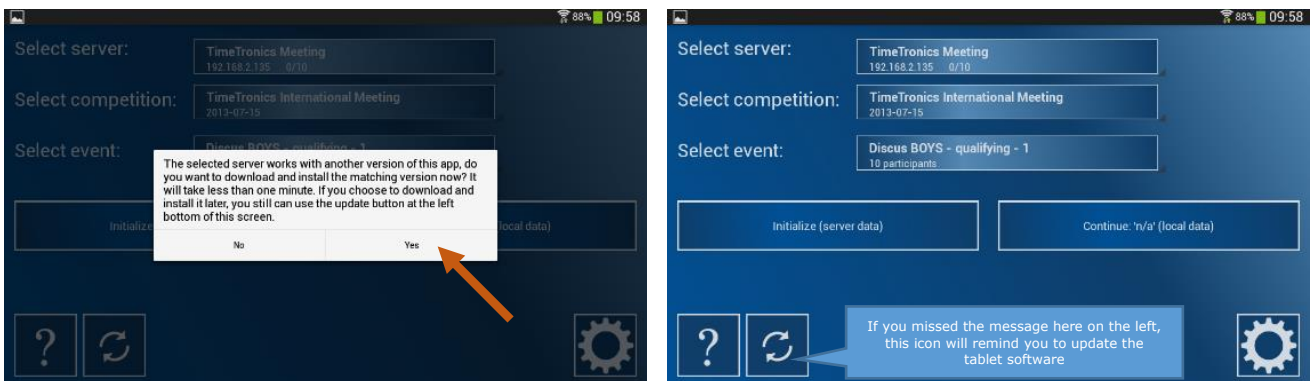 88% 09:58
Select server:
TimeTronics Meeting
192.168.2.135 0/10
Select competition:
TimeTronics International Meeting
2013-07-15
Select event:
Discus BOYS - qualifying - 1
The selected server works with another version of this app, do
you want to download and install the matching version now? It
will take less than one minute. If you choose to download and
install it later, you still can use the update button at the left
bottom of this screen.
Initialize
local data)
No
Yes
?
88% 09:58
Select server:
TimeTronics Meeting
192.168.2.135 0/10
Select competition:
TimeTronics International Meeting
2013-07-15
Select event:
Discus BOYS - qualifying - 1
10 participants
Initialize (server data)
Continue: 'n/a' (local data)
?
If you missed the message here on the left,
this icon will remind you to update the
tablet software